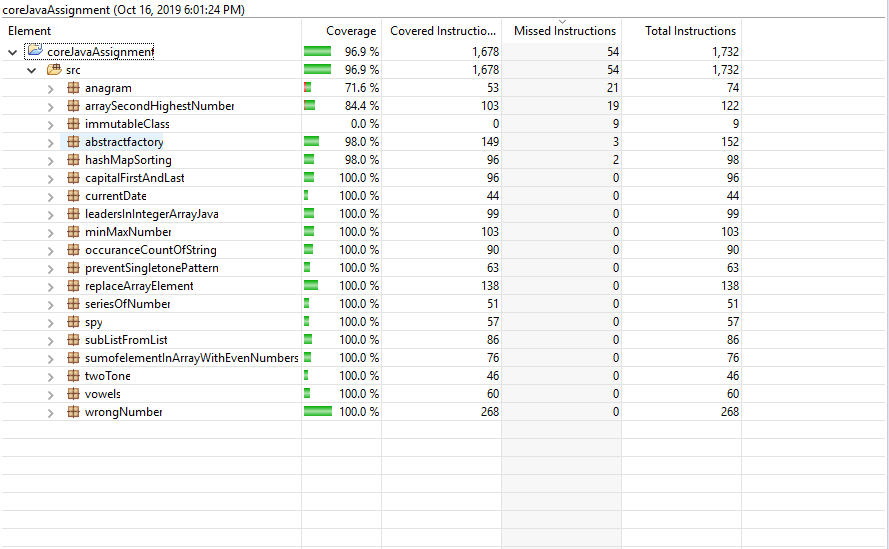 coreJavaAssignment (Oct 16, 2019 6:01:24 PM)
Element Coverage Covered Instructio... Missed Instructions Total Instructions
coreJavaAssignment 96.9 % 1,678 54 1,732
src 96.9 % 1,678 54 1,732
anagram 71.6 % 53 21 74
arraySecondHighestNumber 84.4 % 103 19 122
immutableClass 0.0 % 0 9 9
abstractfactory 98.0 % 149 3 152
hashMapSorting 98.0 % 96 2 98
capitalFirstAndLast 100.0 % 96 0 96
currentDate 100.0 % 44 0 44
leadersInIntegerArrayJava 100.0 % 99 0 99
minMaxNumber 100.0 % 103 0 103
occuranceCountOfString 100.0 % 90 0 90
preventSingletonePattern 100.0 % 63 0 63
replaceArrayElement 100.0 % 138 0 138
seriesOfNumber 100.0 % 51 0 51
spy 100.0 % 57 0 57
subListFromList 100.0 % 86 0 86
sumofelementInArrayWithEvenNumbers 100.0 % 76 0 76
twoTone 100.0 % 46 0 46
vowels 100.0 % 60 0 60
wrongNumber 100.0 % 268 0 268